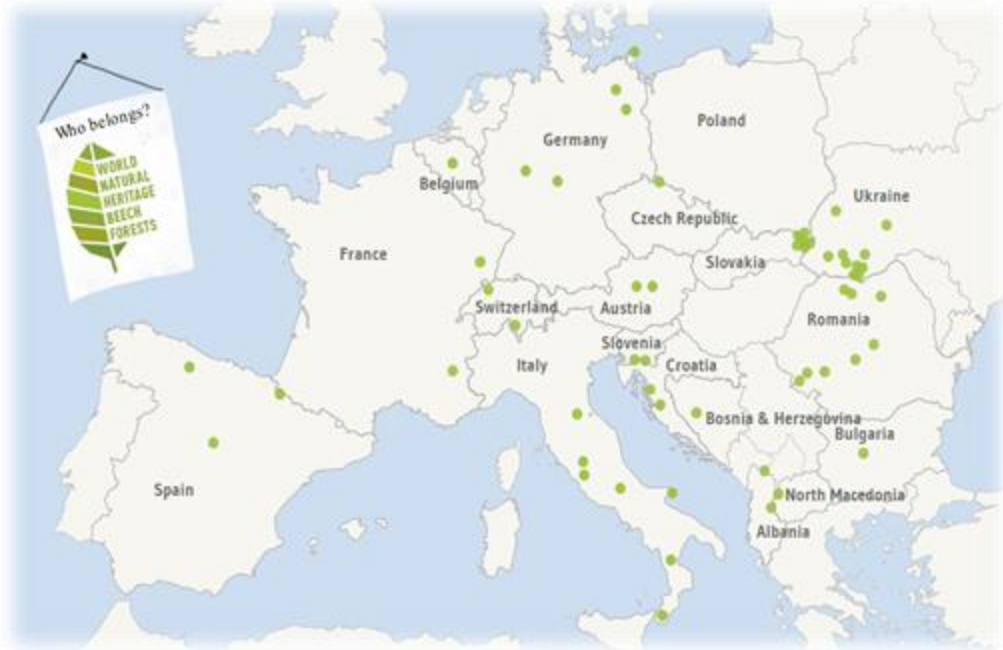 Who belongs?
WORLD
NATURAL
HERITAGE
BEECH
FORESTS
Poland
Germany
Belgium
Ukraine
Czech Republic
France
Slovakia
Switzerland
Austria
Romania
Slovenia
Italy
Croatia
Bosnia & Herzegovina
Bulgaria
Spain
North Macedonia
Albania